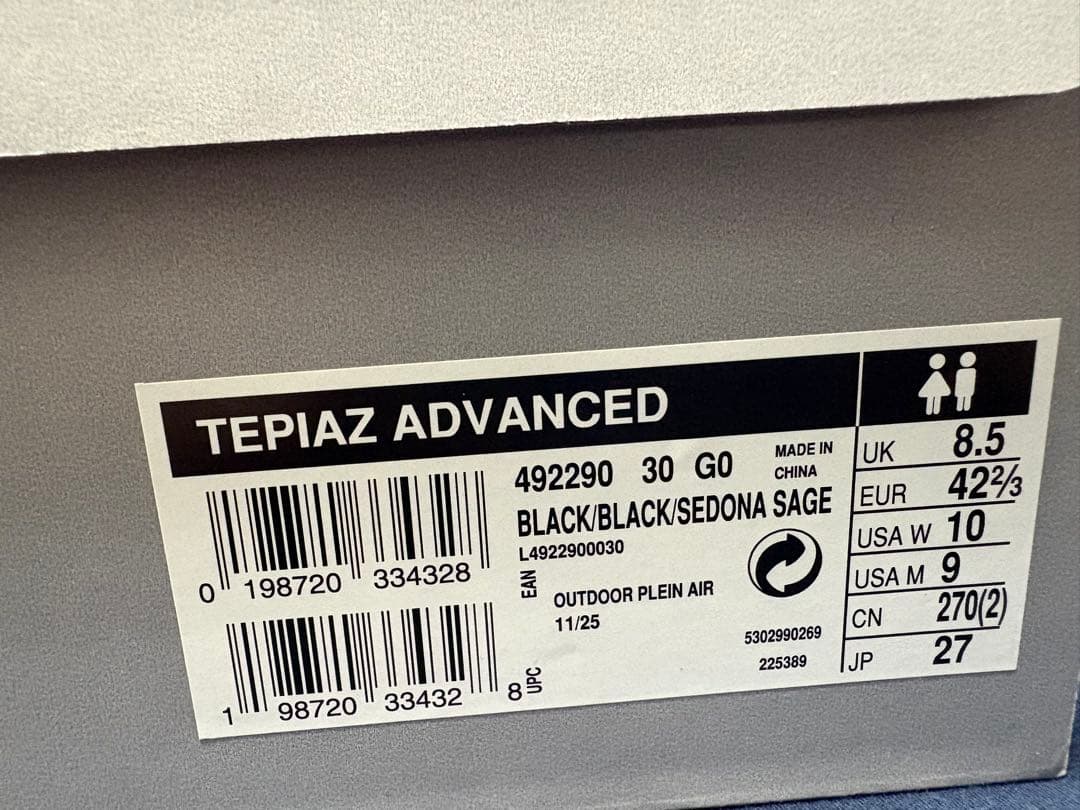 TEPIAZ ADVANCED
492290 30 G0
MADE IN
CHINA
BLACK/BLACK/SEDONA SAGE
L4922900030
0 198720 334328
EAN
OUTDOOR PLEIN AIR
11/25
5302990269
225389
1 98720 33432 8
UPC
UK 8.5
EUR 42⅔
USA W 10
USA M 9
CN 270(2)
JP 27